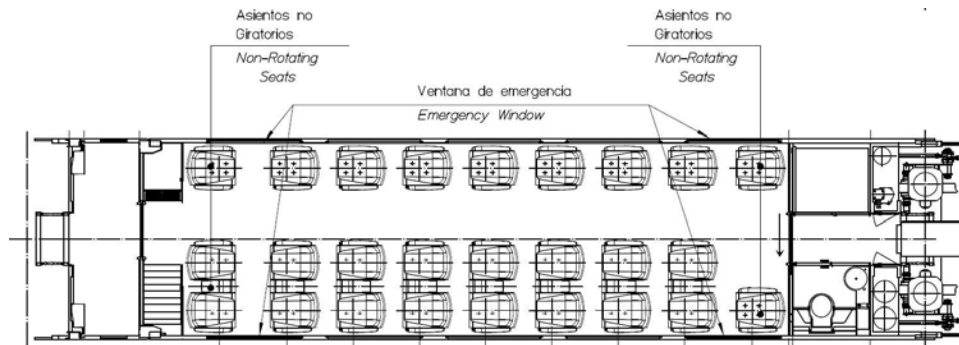 Asientos no
Giratorios
Non-Rotating
Seats
Asientos no
Giratorios
Non-Rotating
Seats
Ventana de emergencia
Emergency Window